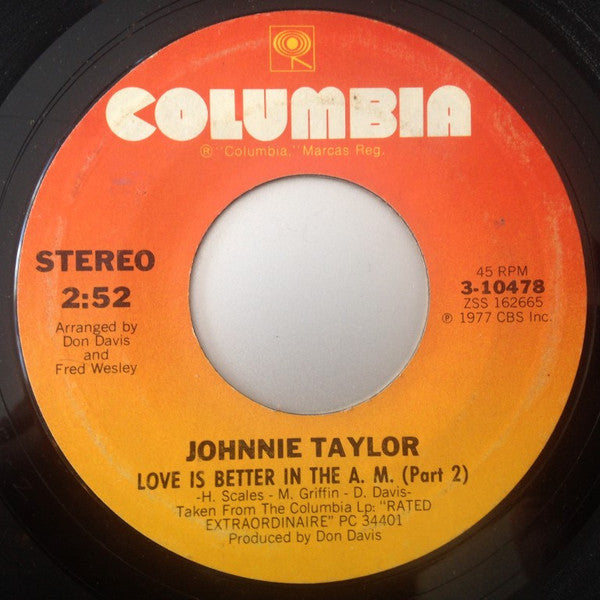 COLUMBIA
® "Columbia," Marcas Reg.
STEREO
2:52
Arranged by
Don Davis
and
Fred Wesley
45 RPM
3-10478
ZSS 162665
℗ 1977 CBS Inc.
JOHNNIE TAYLOR
LOVE IS BETTER IN THE A. M. (Part 2)
-H. Scales - M. Griffin - D. Davis-
Taken From The Columbia Lp: "RATED
EXTRAORDINAIRE" PC 34401
Produced by Don Davis